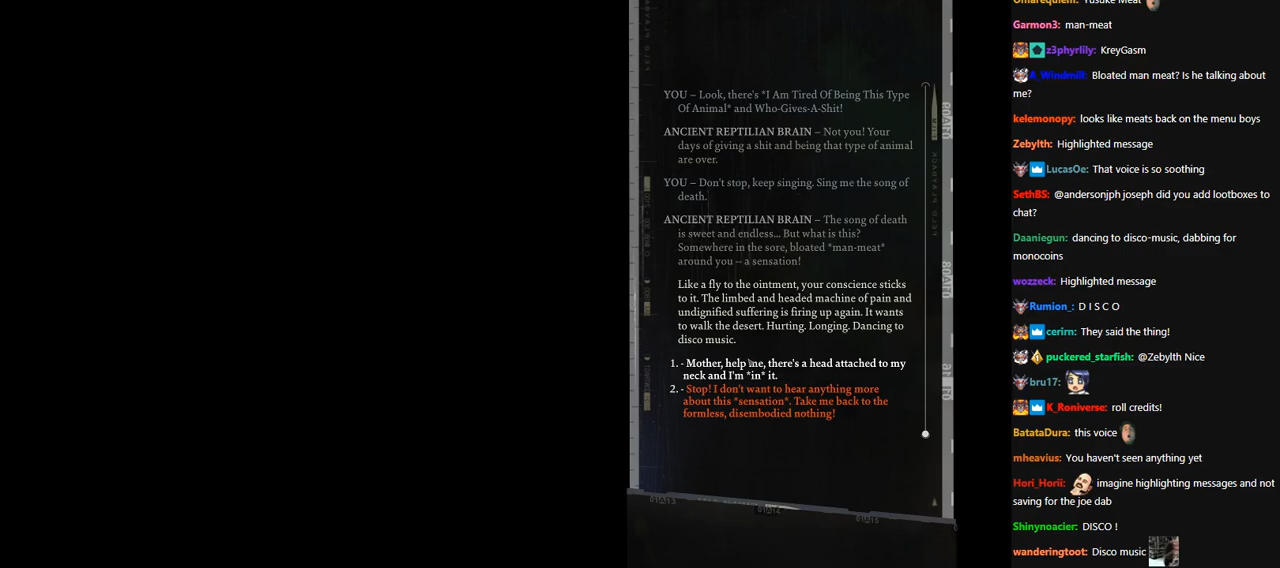 YOU – Look, there's *I Am Tired Of Being This Type
Of Animal* and Who-Gives-A-Shit!
ANCIENT REPTILIAN BRAIN – Not you! Your
days of giving a shit and being that type of animal
are over.
YOU – Don't stop, keep singing. Sing me the song of
death.
ANCIENT REPTILIAN BRAIN – The song of death
is sweet and endless... But what is this?
Somewhere in the sore, bloated *man-meat*
around you – a sensation!
Like a fly to the ointment, your conscience sticks
to it. The limbed and headed machine of pain and
undignified suffering is firing up again. It wants
to walk the desert. Hurting. Longing. Dancing to
disco music.
1. - Mother, help me, there's a head attached to my
neck and I'm *in* it.
2. - Stop! I don't want to hear anything more
about this *sensation*. Take me back to the
formless, disembodied nothing!
Omarequiem: Yusuke Meat
Garmon3: man-meat
z3phyrlily: KreyGasm
A_Windmill: Bloated man meat? Is he talking about
me?
kelemonopy: looks like meats back on the menu boys
Zebylth: Highlighted message
LucasOe: That voice is so soothing
SethBS: @andersonjph joseph did you add lootboxes to
chat?
Daaniegun: dancing to disco-music, dabbing for
monocoins
wozzeck: Highlighted message
Rumion_: D I S C O
cerirn: They said the thing!
puckered_starfish: @Zebylth Nice
bru17:
K_Roniverse: roll credits!
BatataDura: this voice
mheavius: You haven't seen anything yet
Hori_Horii: imagine highlighting messages and not
saving for the joe dab
Shinynoacier: DISCO !
wanderingtoot: Disco music